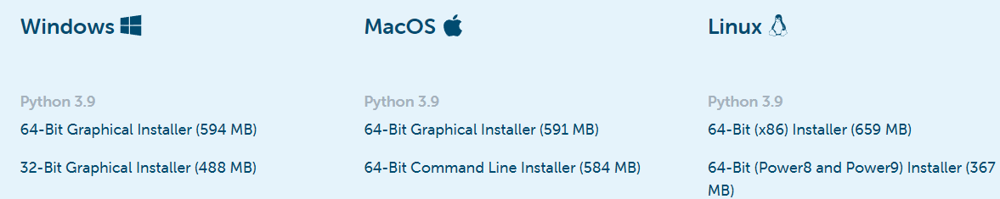 Windows
MacOS
Linux
Python 3.9
64-Bit Graphical Installer (594 MB)
32-Bit Graphical Installer (488 MB)
Python 3.9
64-Bit Graphical Installer (591 MB)
64-Bit Command Line Installer (584 MB)
Python 3.9
64-Bit (x86) Installer (659 MB)
64-Bit (Power8 and Power9) Installer (367
MB)